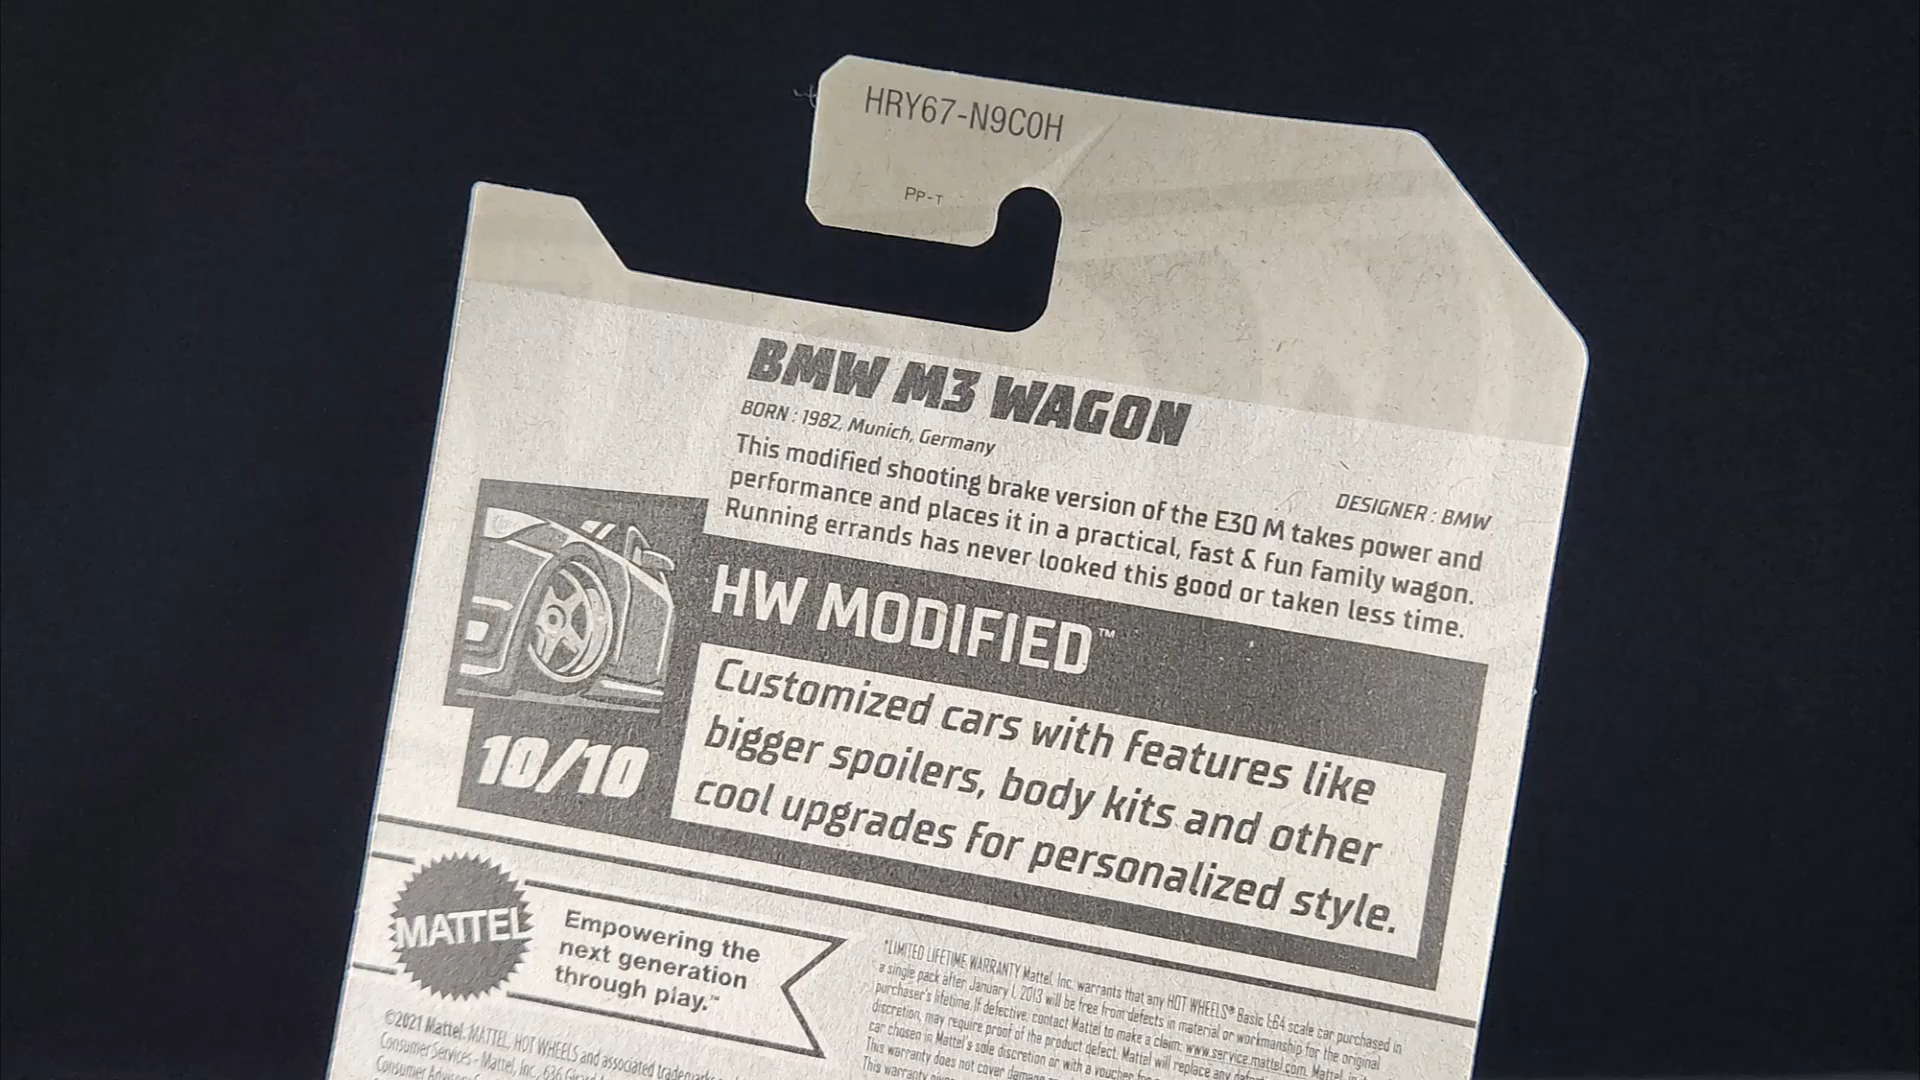 HRY67-N9C0H
PP-T
BMW M3 WAGON
BORN : 1982, Munich, Germany
DESIGNER : BMW
This modified shooting brake version of the E30 M takes power and
performance and places it in a practical, fast & fun family wagon.
Running errands has never looked this good or taken less time.
HW MODIFIED™
Customized cars with features like
bigger spoilers, body kits and other
cool upgrades for personalized style.
10/10
MATTEL
Empowering the
next generation
through play.™
©2021 Mattel. MATTEL, HOT WHEELS and associated trademarks
Consumer Services - Mattel, Inc., 636
Consumer
*LIMITED LIFETIME WARRANTY Mattel, Inc. warrants that any HOT WHEELS® Basic 1:64 scale car purchased in
a single pack after January 1, 2013 will be free from defects in material or workmanship for the original
purchaser's lifetime. If defective, contact Mattel to make a claim: www.service.mattel.com. Mattel, in its
discretion, may require proof of the product defect. Mattel will replace any
car chosen in Mattel's sole discretion or with a voucher for
This warranty does not cover damage
This warranty